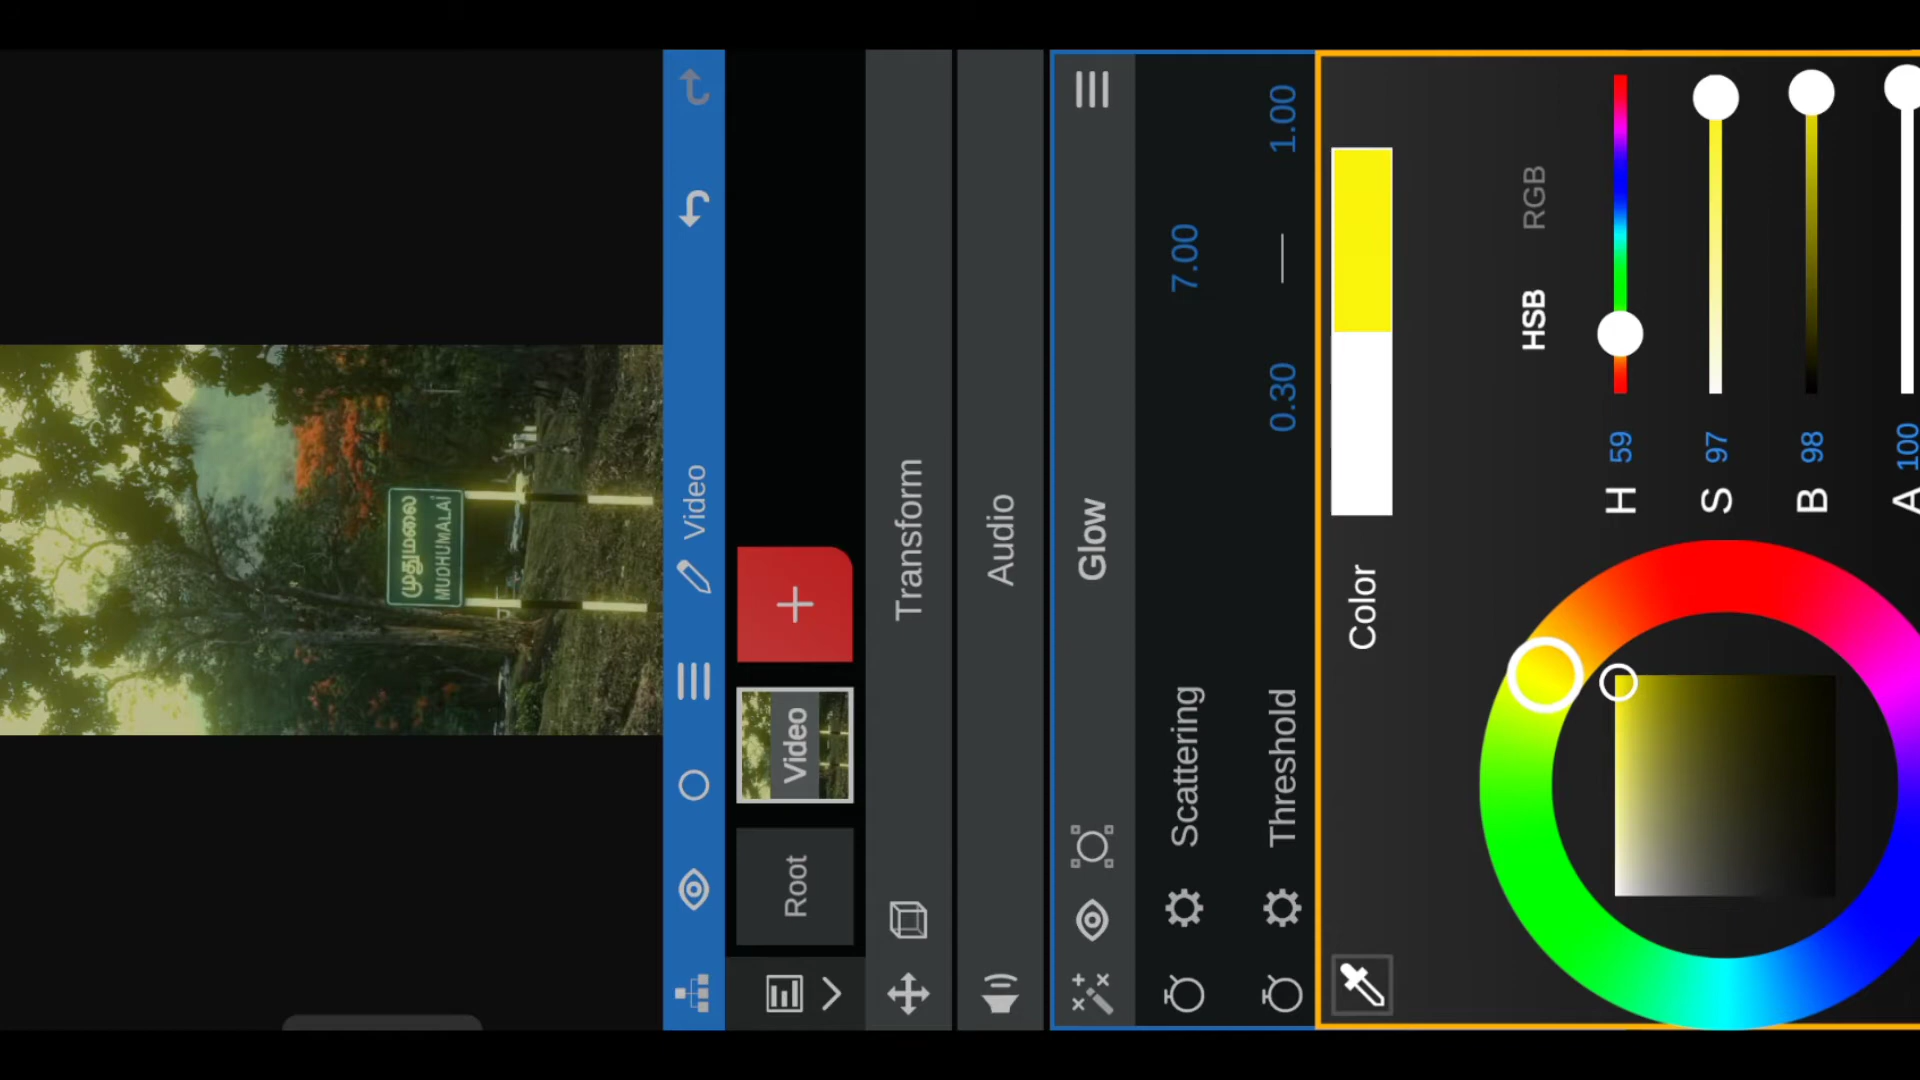 முதுமலை
MUDHUMALAI
Video
Root
Video
+
Transform
Audio
Glow
Scattering 7.00
Threshold 0.30 — 1.00
Color
HSB RGB
H 59
S 97
B 98
A 100